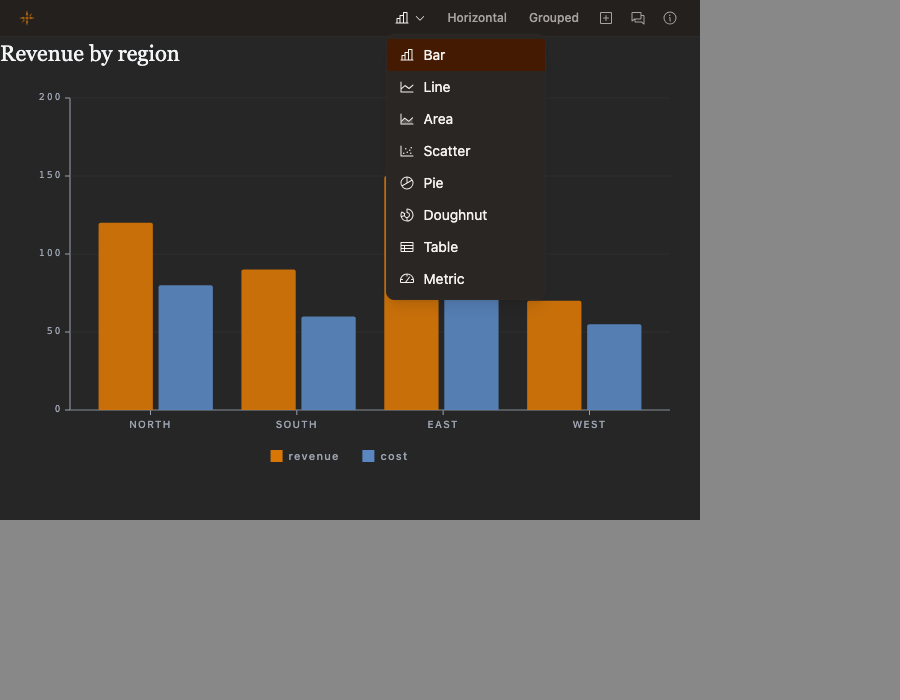 Horizontal
Grouped
Revenue by region
Bar
Line
Area
Scatter
Pie
Doughnut
Table
Metric
200
150
100
50
0
NORTH
SOUTH
EAST
WEST
revenue
cost